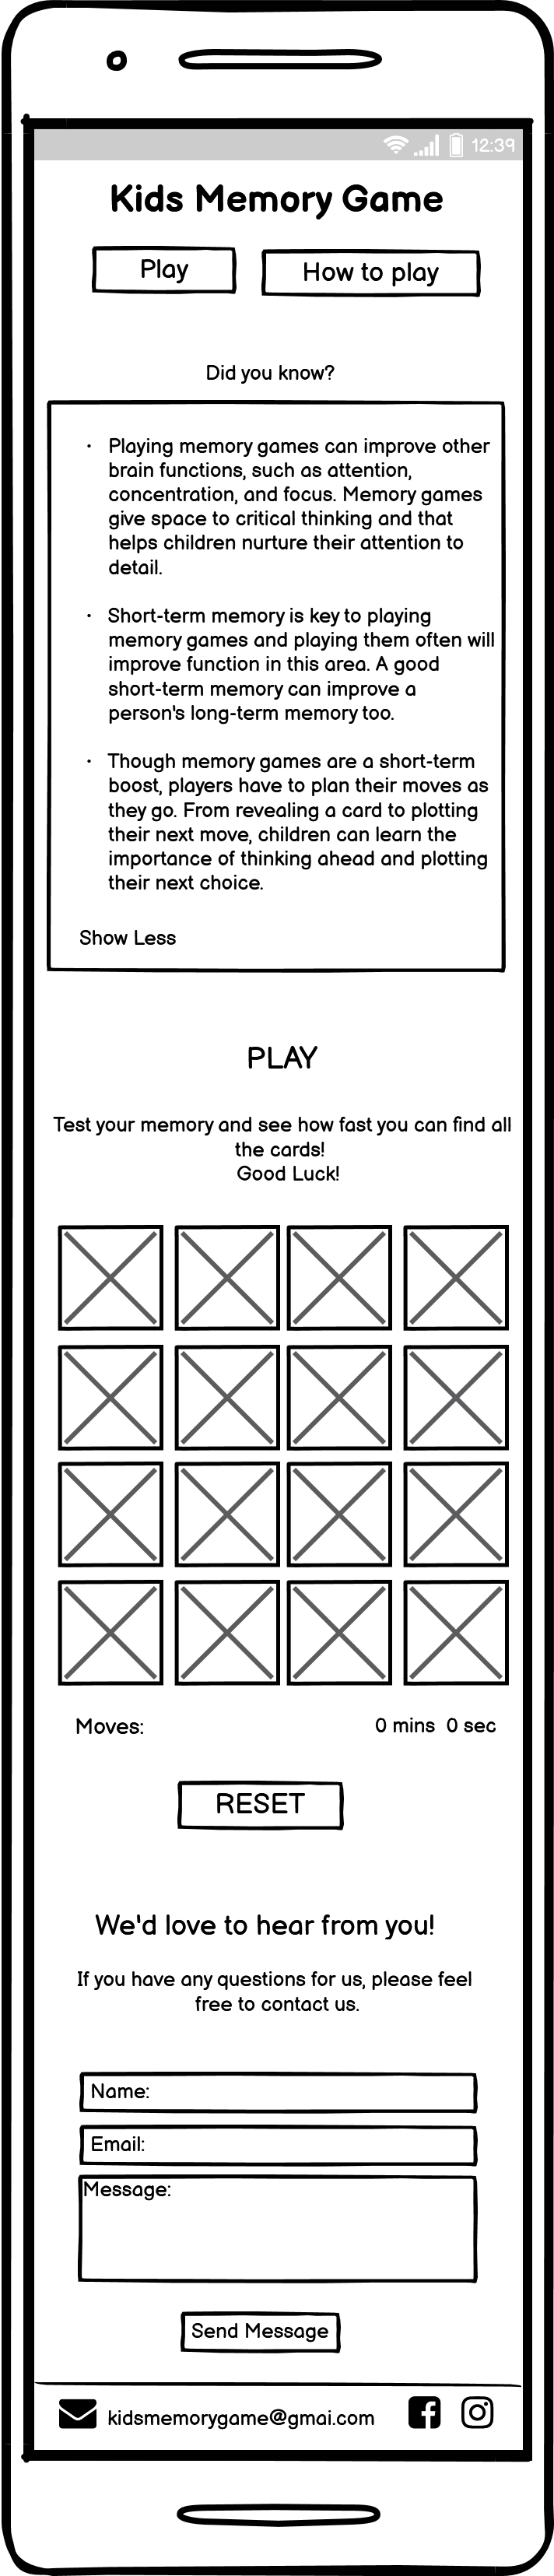 12:39
Kids Memory Game
Play
How to play
Did you know?
· Playing memory games can improve other
brain functions, such as attention,
concentration, and focus. Memory games
give space to critical thinking and that
helps children nurture their attention to
detail.
· Short-term memory is key to playing
memory games and playing them often will
improve function in this area. A good
short-term memory can improve a
person's long-term memory too.
· Though memory games are a short-term
boost, players have to plan their moves as
they go. From revealing a card to plotting
their next move, children can learn the
importance of thinking ahead and plotting
their next choice.
Show Less
PLAY
Test your memory and see how fast you can find all
the cards!
Good Luck!
Moves:
0 mins 0 sec
RESET
We'd love to hear from you!
If you have any questions for us, please feel
free to contact us.
Name:
Email:
Message:
Send Message
kidsmemorygame@gmai.com